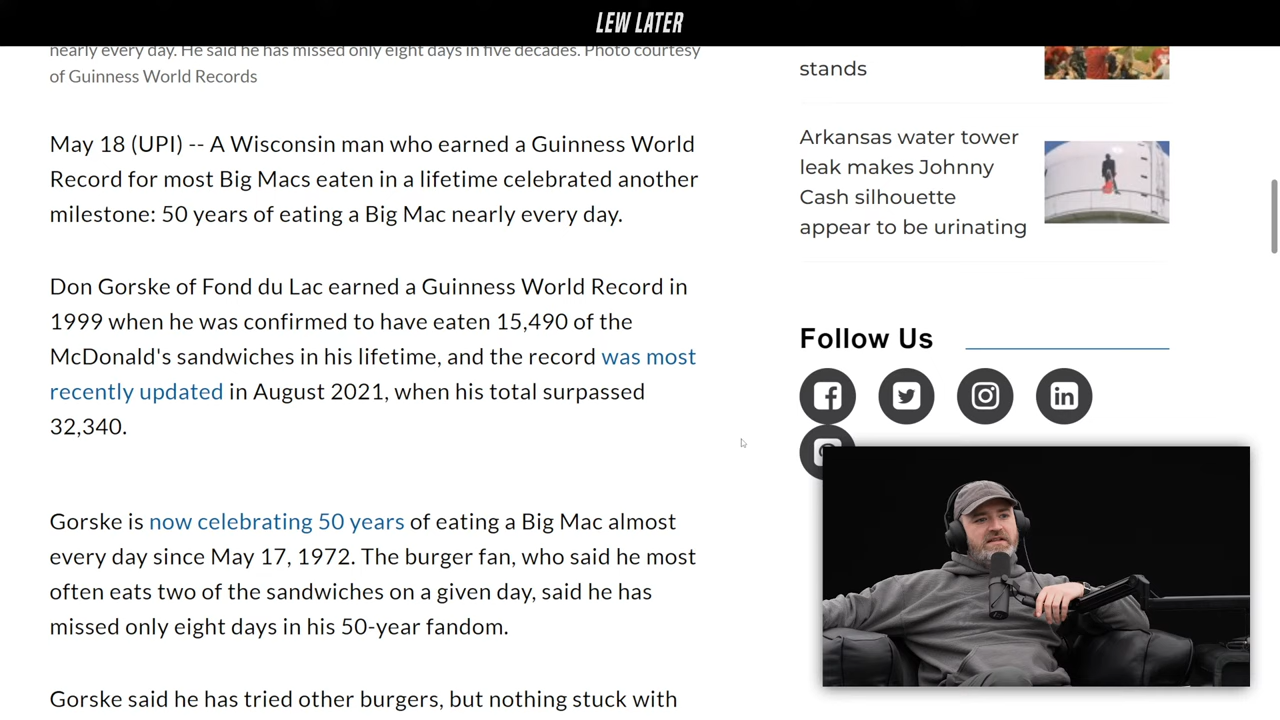 LEW LATER
nearly every day. He said he has missed only eight days in five decades. Photo courtesy
of Guinness World Records
May 18 (UPI) -- A Wisconsin man who earned a Guinness World
Record for most Big Macs eaten in a lifetime celebrated another
milestone: 50 years of eating a Big Mac nearly every day.
Don Gorske of Fond du Lac earned a Guinness World Record in
1999 when he was confirmed to have eaten 15,490 of the
McDonald's sandwiches in his lifetime, and the record was most
recently updated in August 2021, when his total surpassed
32,340.
Gorske is now celebrating 50 years of eating a Big Mac almost
every day since May 17, 1972. The burger fan, who said he most
often eats two of the sandwiches on a given day, said he has
missed only eight days in his 50-year fandom.
Gorske said he has tried other burgers, but nothing stuck with
stands
Arkansas water tower
leak makes Johnny
Cash silhouette
appear to be urinating
Follow Us